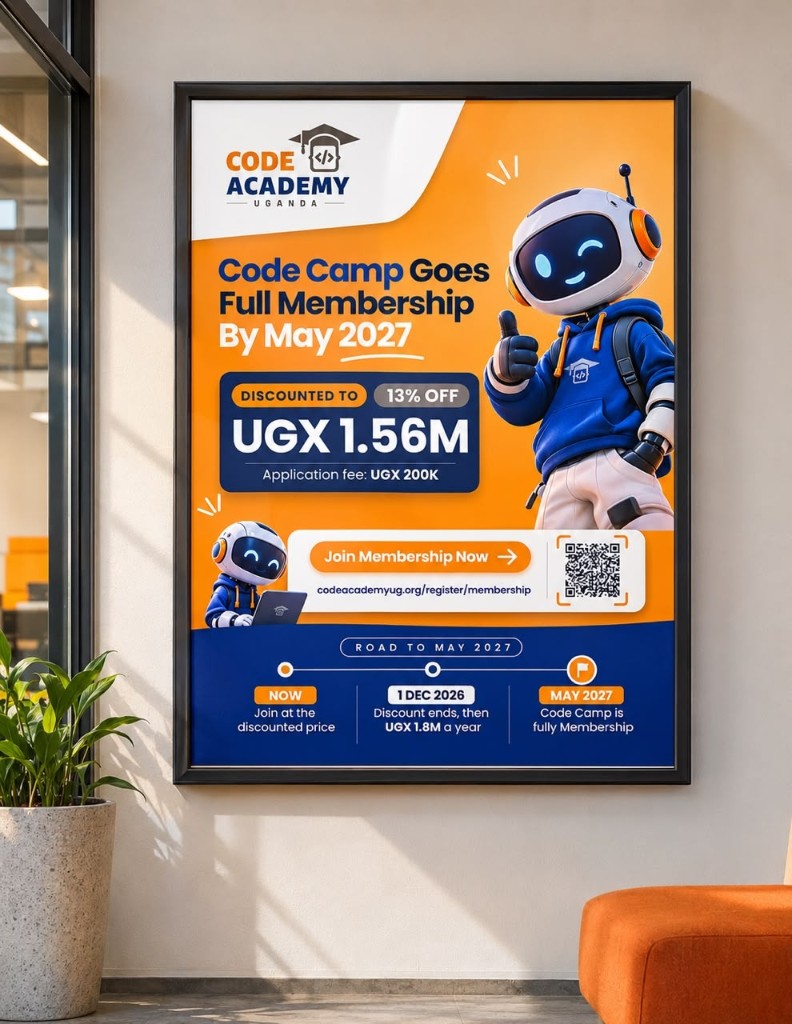 CODE
ACADEMY
UGANDA
Code Camp Goes
Full Membership
By May 2027
DISCOUNTED TO
13% OFF
UGX 1.56M
Application fee: UGX 200K
Join Membership Now →
codeacademyug.org/register/membership
ROAD TO MAY 2027
NOW
Join at the
discounted price
1 DEC 2026
Discount ends, then
UGX 1.8M a year
MAY 2027
Code Camp is
fully Membership